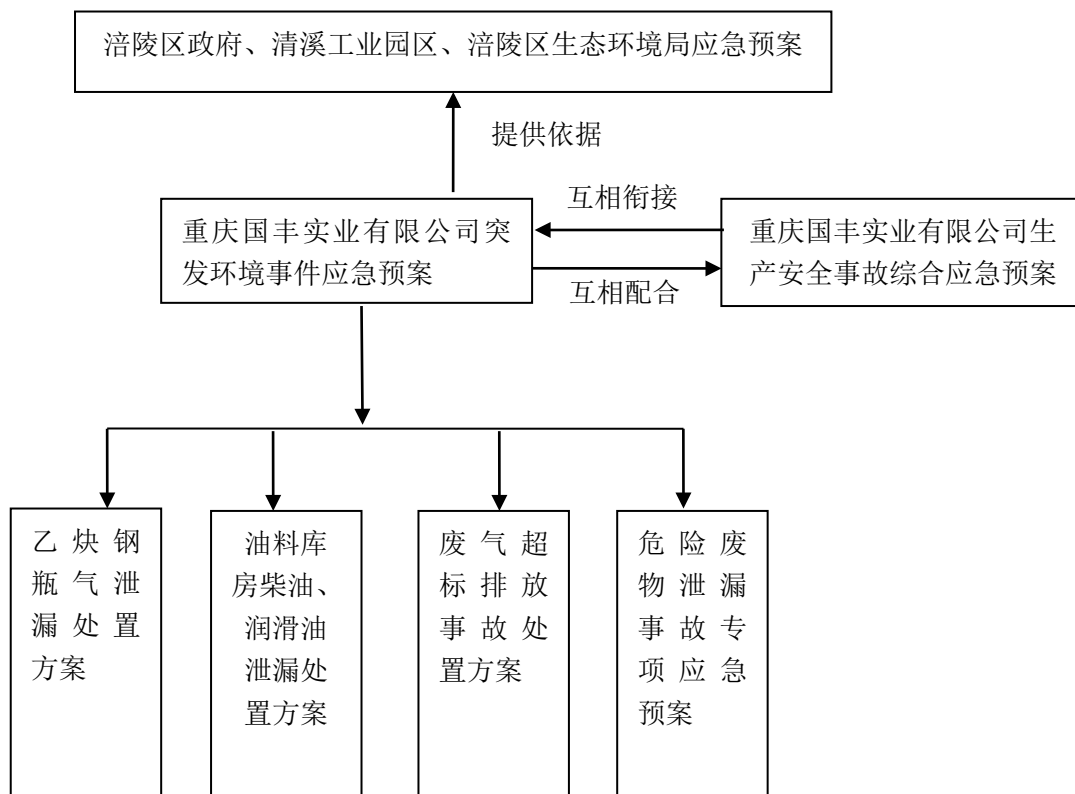 涪陵区政府、清溪工业园区、涪陵区生态环境局应急预案
提供依据
互相衔接
重庆国丰实业有限公司突
发环境事件应急预案
重庆国丰实业有限公司生
产安全事故综合应急预案
互相配合
乙炔钢
瓶气泄
漏处置
方案
油料库
房柴油、
润滑油
泄漏处
置方案
废气超
标排放
事故处
置方案
危险废
物泄漏
事故专
项应急
预案